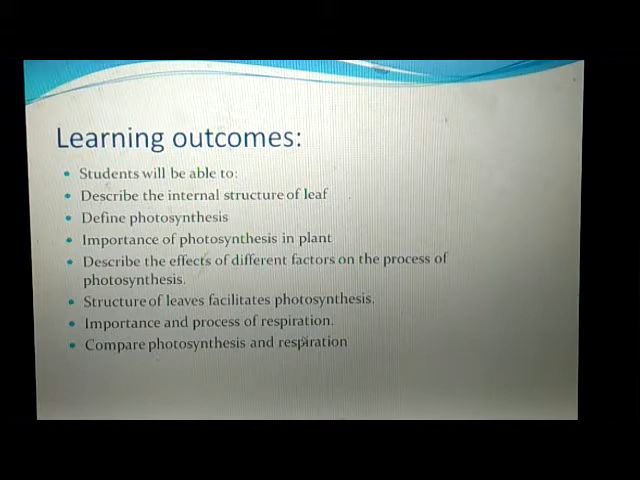 Learning outcomes:
• Students will be able to:
• Describe the internal structure of leaf
• Define photosynthesis
• Importance of photosynthesis in plant
• Describe the effects of different factors on the process of
photosynthesis.
• Structure of leaves facilitates photosynthesis.
• Importance and process of respiration.
• Compare photosynthesis and respiration